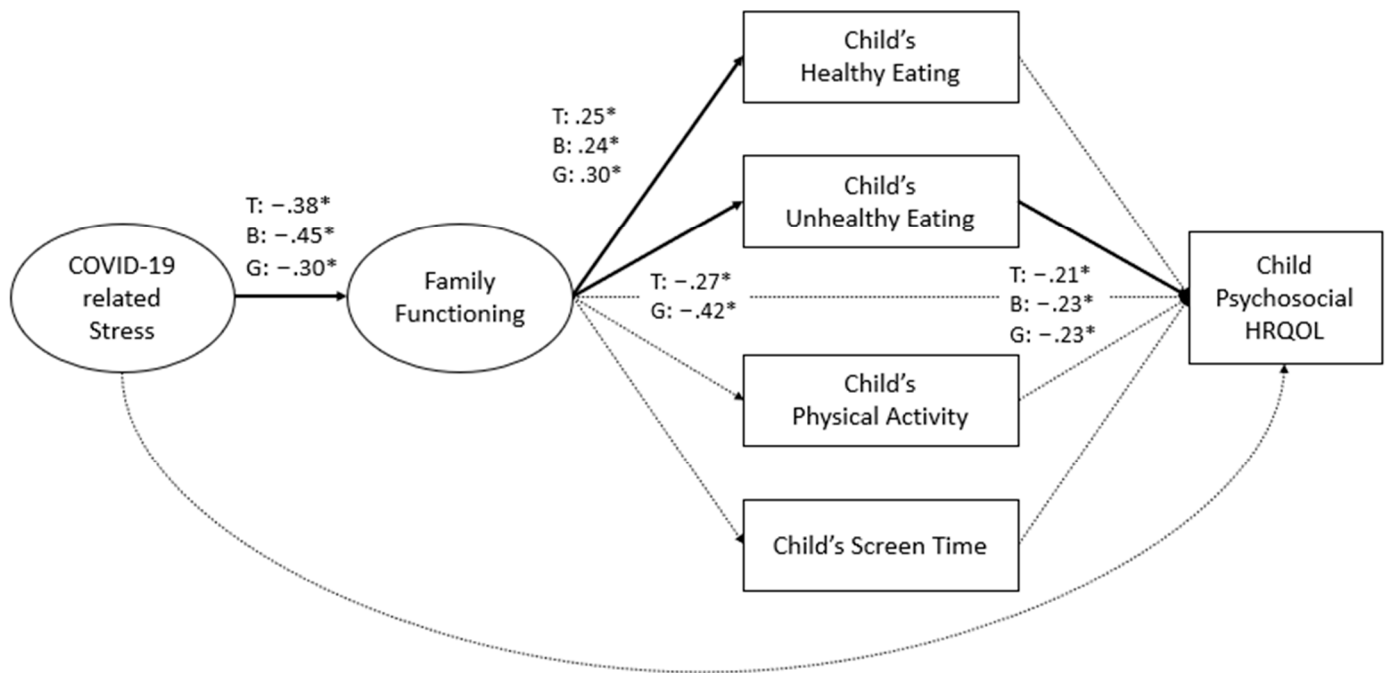 Child's
Healthy Eating
T: .25*
B: .24*
G: .30*
Child's
Unhealthy Eating
T: −.38*
B: −.45*
G: −.30*
COVID-19
related
Stress
Family
Functioning
T: −.27*
G: −.42*
T: −.21*
B: −.23*
G: −.23*
Child
Psychosocial
HRQOL
Child's
Physical Activity
Child's Screen Time